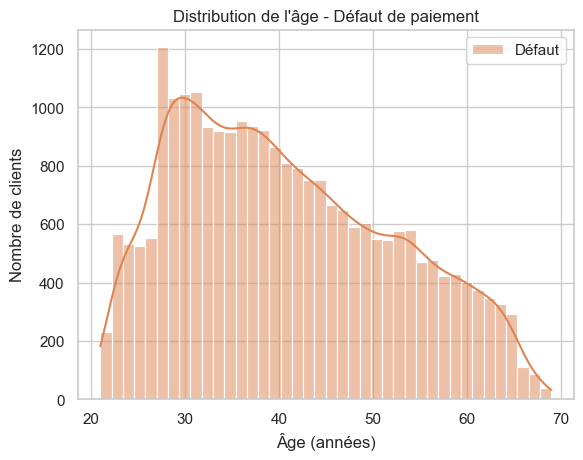 Distribution de l'âge - Défaut de paiement
Défaut
Nombre de clients
1200
1000
800
600
400
200
0
20 30 40 50 60 70
Âge (années)